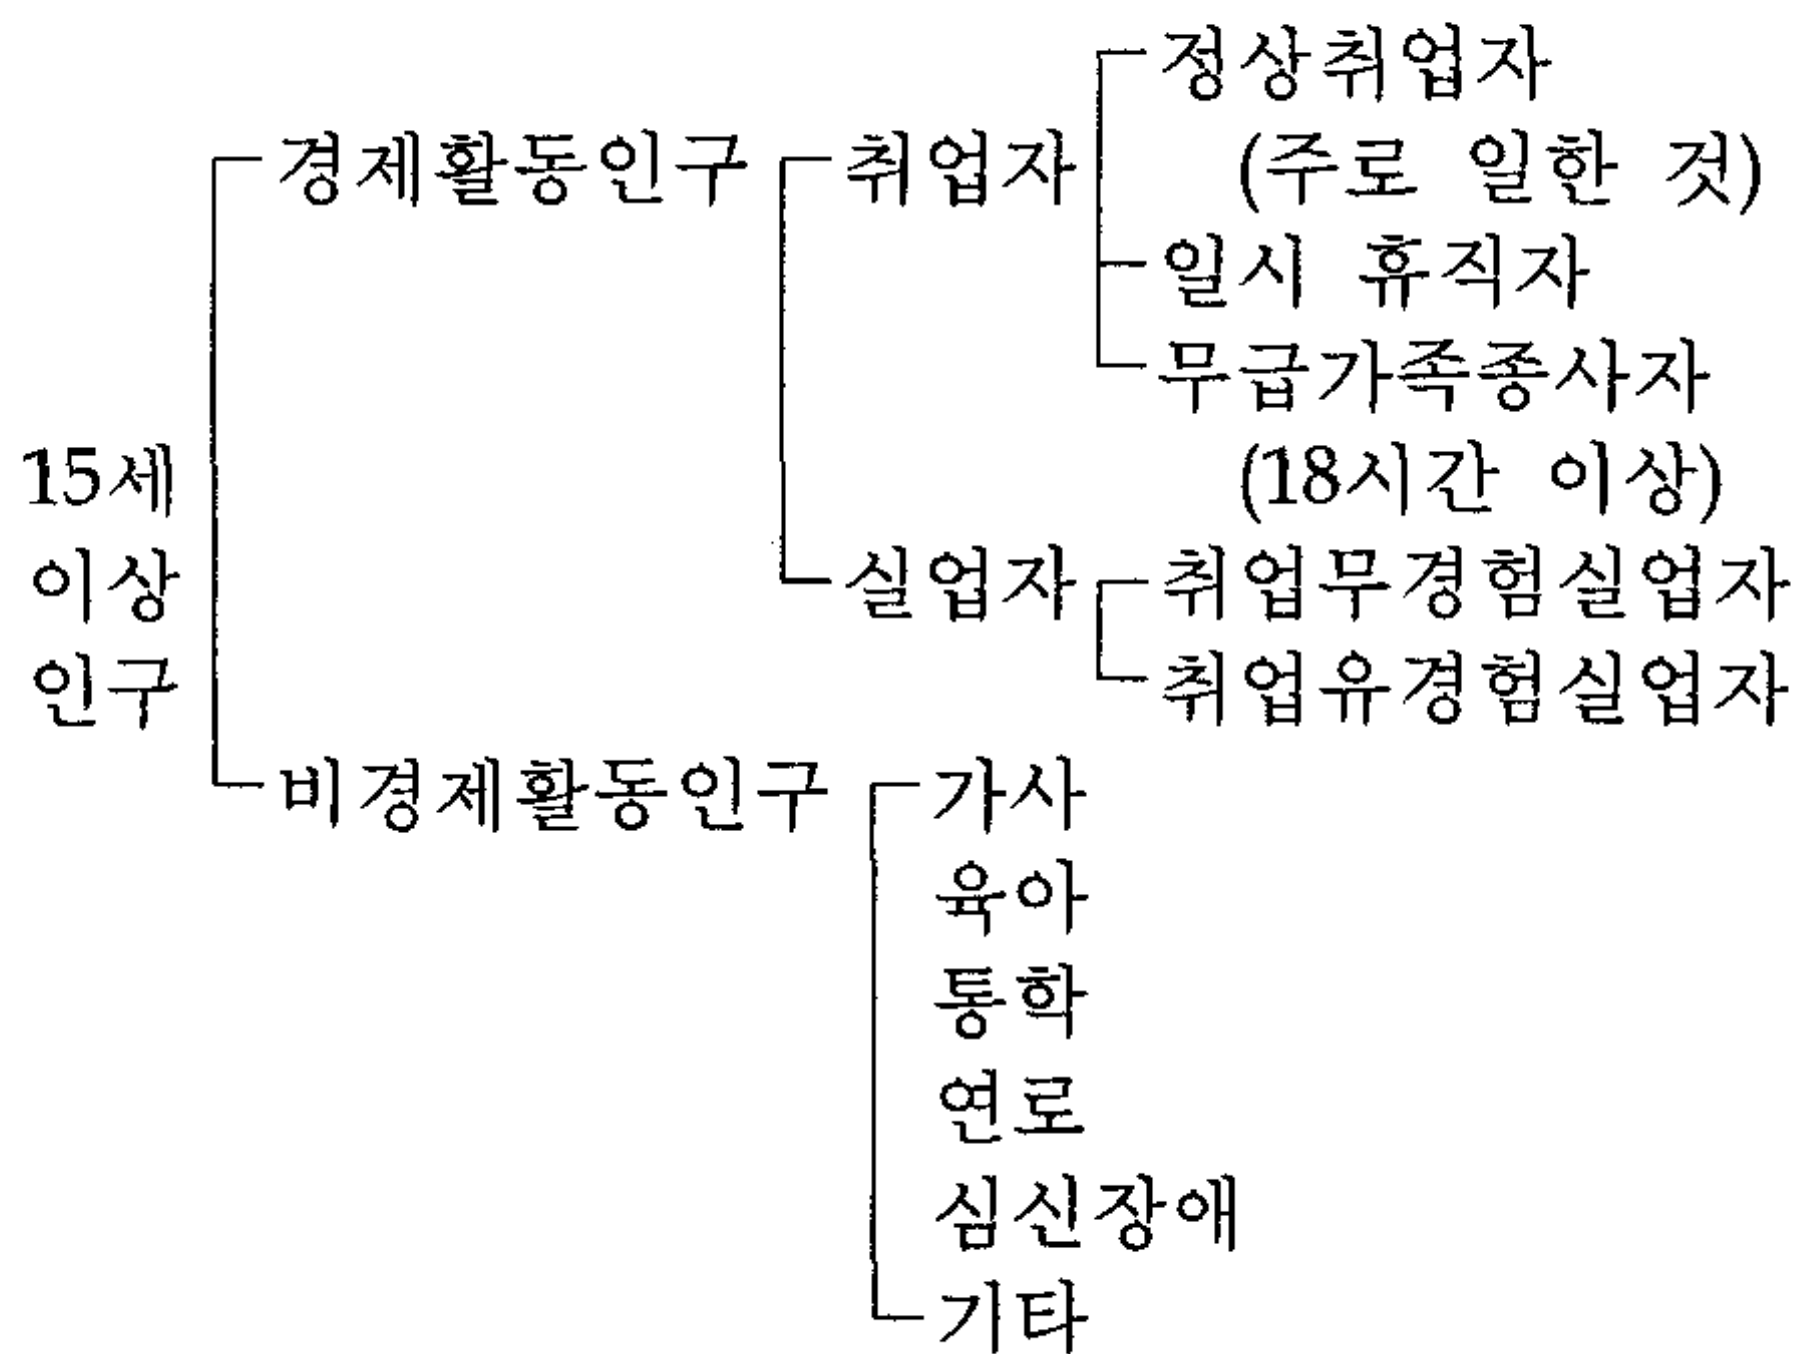 정상취업자
경제활동인구 취업자 (주로 일한 것)
일시 휴직자
무급가족종사자
15세 (18시간 이상)
이상 실업자 취업무경험실업자
인구 취업유경험실업자
비경제활동인구 가사
육아
통학
연로
심신장애
기타